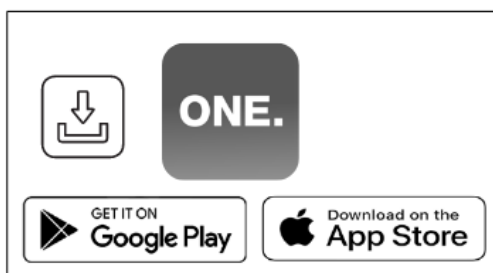 ONE.
GET IT ON
Google Play
Download on the
App Store